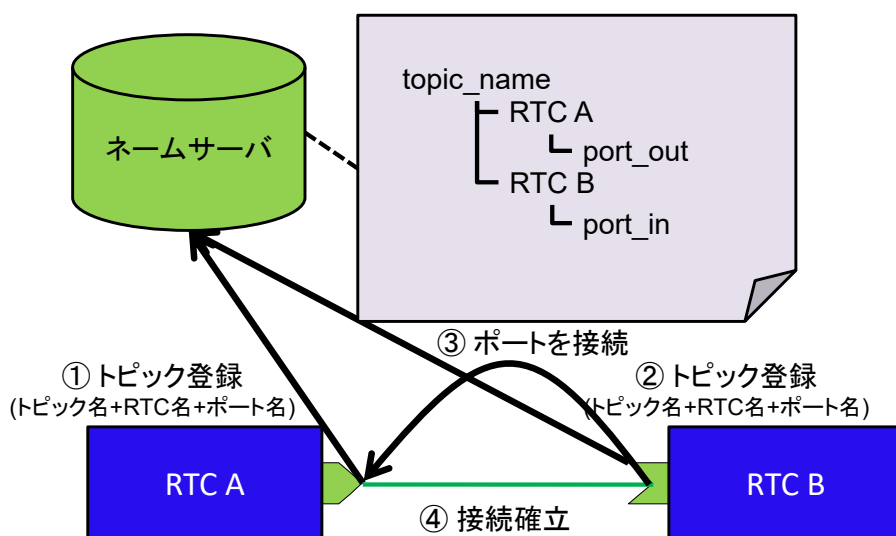 topic_name
RTC A
port_out
RTC B
port_in
ネームサーバ
③ ポートを接続
① トピック登録
(トピック名+RTC名+ポート名)
② トピック登録
(トピック名+RTC名+ポート名)
RTC A
RTC B
④ 接続確立